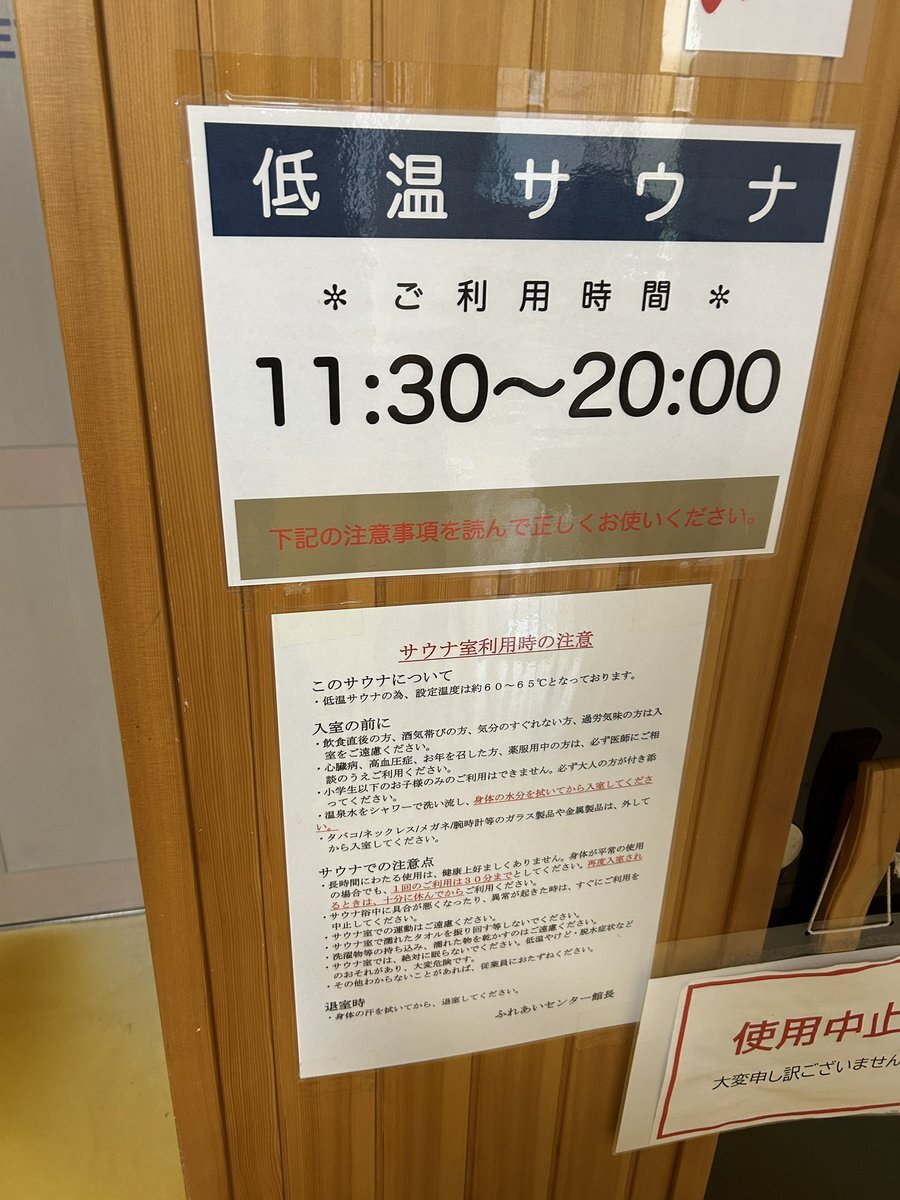 低温サウナ
＊ご利用時間＊
11:30～20:00
下記の注意事項を読んで正しくお使いください。
サウナ室利用時の注意
このサウナについて
・低温サウナの為、設定温度は約６０～６５℃となっております。
入室の前に
・飲食直後の方、酒気帯びの方、気分のすぐれない方、過労気味の方は入
室をご遠慮ください。
・心臓病、高血圧症、お年を召した方、薬服用中の方は、必ず医師にご相
談のうえご利用ください。
・小学生以下のお子様のみのご利用はできません。必ず大人の方が付き添
ってください。
・温泉水をシャワーで洗い流し、身体の水分を拭いてから入室してくださ
い。
・タバコ/ネックレス/メガネ/腕時計等のガラス製品や金属製品は、外して
から入室してください。
サウナでの注意点
・長時間にわたる使用は、健康上好ましくありません。身体が平常の使用
の場合でも、１回のご利用は３０分までとしてください。再度入室され
るときは、十分に休んでからご利用ください。
・サウナ浴中に具合が悪くなったり、異常が起きた時は、すぐにご利用を
中止してください。
・サウナ室での運動はご遠慮ください。
・サウナ室で濡れたタオルを振り回す等しないでください。
・洗濯物等の持ち込み、濡れた物を乾かすのはご遠慮ください。
・サウナ室では、絶対に眠らないでください。低温やけど・脱水症状など
のおそれがあり、大変危険です。
・その他わからないことがあれば、従業員におたずねください。
退室時
・身体の汗を拭いてから、退室してください。
ふれあいセンター館長
使用中止
大変申し訳ございません